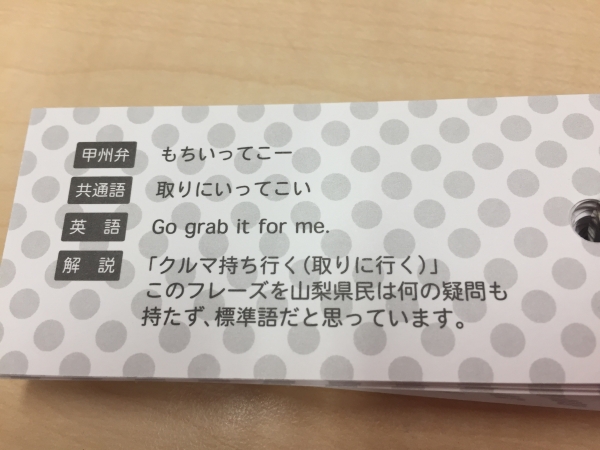 甲州弁 もちいってこー
共通語 取りにいってこい
英語 Go grab it for me.
解説 「クルマ持ち行く(取りに行く)」
このフレーズを山梨県民は何の疑問も
持たず、標準語だと思っています。